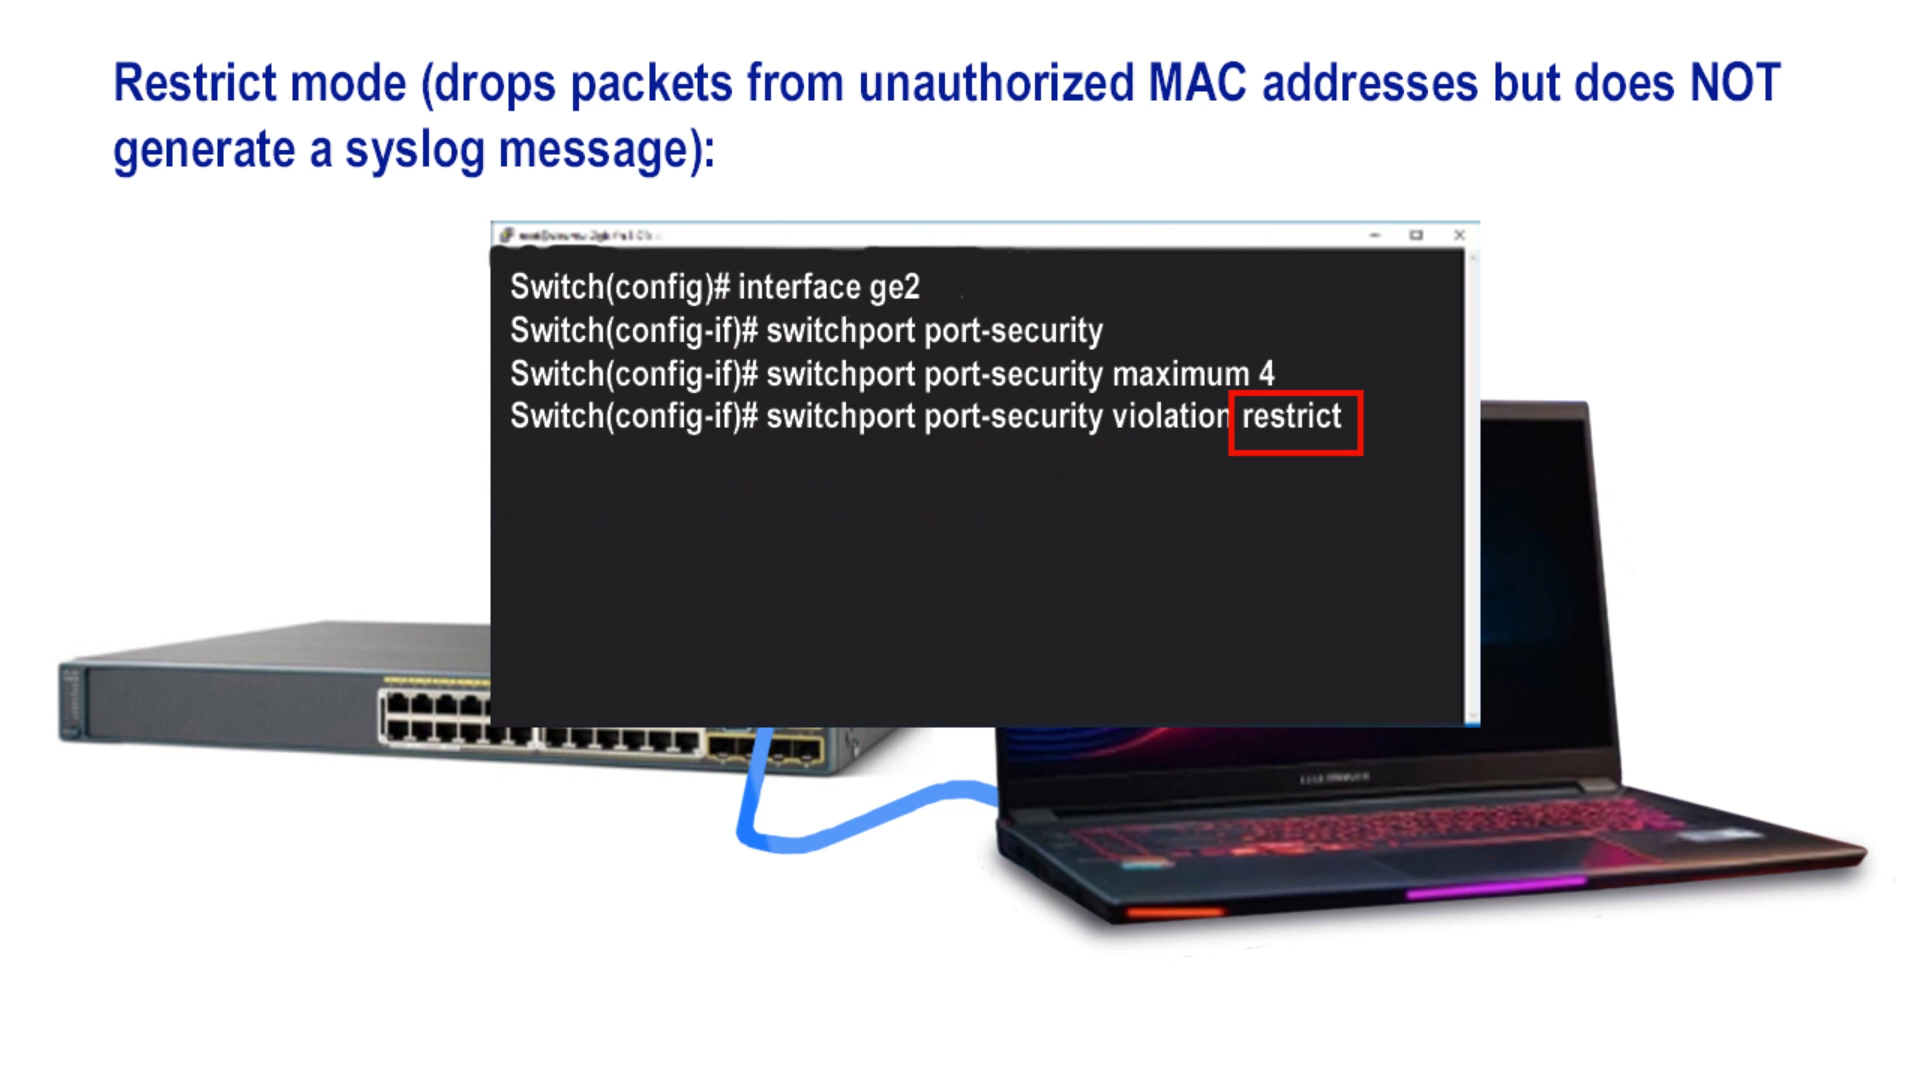 Restrict mode (drops packets from unauthorized MAC addresses but does NOT
generate a syslog message):
Switch(config)# interface ge2
Switch(config-if)# switchport port-security
Switch(config-if)# switchport port-security maximum 4
Switch(config-if)# switchport port-security violation restrict